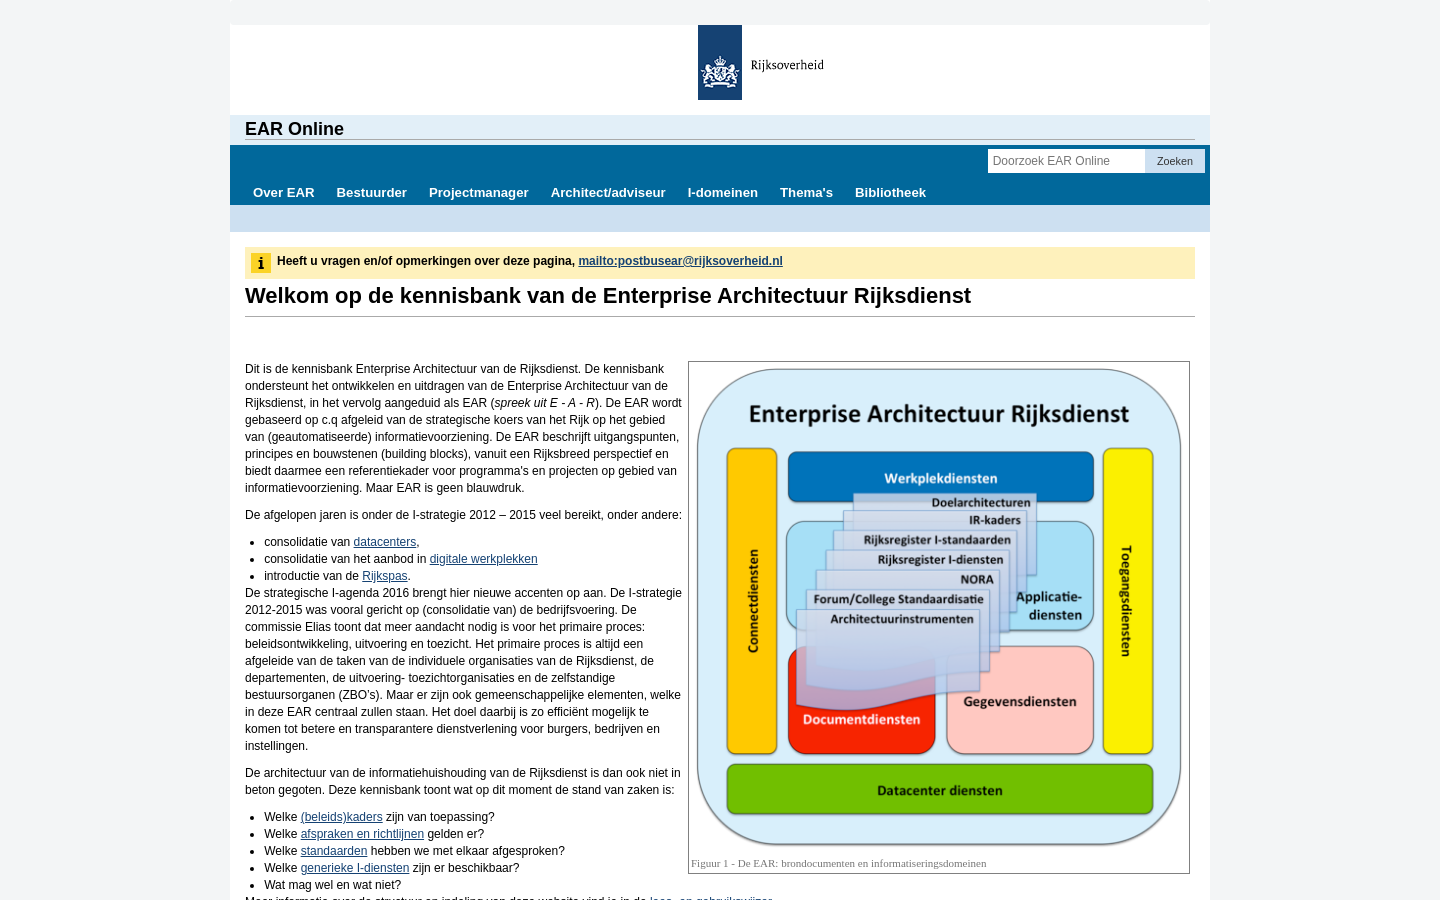 Rijksoverheid
EAR Online
Doorzoek EAR Online
Zoeken
Over EAR Bestuurder Projectmanager Architect/adviseur I-domeinen Thema's Bibliotheek
Heeft u vragen en/of opmerkingen over deze pagina, mailto:postbusear@rijksoverheid.nl
Welkom op de kennisbank van de Enterprise Architectuur Rijksdienst
Dit is de kennisbank Enterprise Architectuur van de Rijksdienst. De kennisbank
ondersteunt het ontwikkelen en uitdragen van de Enterprise Architectuur van de
Rijksdienst, in het vervolg aangeduid als EAR (spreek uit E - A - R). De EAR wordt
gebaseerd op c.q afgeleid van de strategische koers van het Rijk op het gebied
van (geautomatiseerde) informatievoorziening. De EAR beschrijft uitgangspunten,
principes en bouwstenen (building blocks), vanuit een Rijksbreed perspectief en
biedt daarmee een referentiekader voor programma's en projecten op gebied van
informatievoorziening. Maar EAR is geen blauwdruk.
De afgelopen jaren is onder de I-strategie 2012 – 2015 veel bereikt, onder andere:
consolidatie van datacenters,
consolidatie van het aanbod in digitale werkplekken
introductie van de Rijkspas.
De strategische I-agenda 2016 brengt hier nieuwe accenten op aan. De I-strategie
2012-2015 was vooral gericht op (consolidatie van) de bedrijfsvoering. De
commissie Elias toont dat meer aandacht nodig is voor het primaire proces:
beleidsontwikkeling, uitvoering en toezicht. Het primaire proces is altijd een
afgeleide van de taken van de individuele organisaties van de Rijksdienst, de
departementen, de uitvoering- toezichtorganisaties en de zelfstandige
bestuursorganen (ZBO's). Maar er zijn ook gemeenschappelijke elementen, welke
in deze EAR centraal zullen staan. Het doel daarbij is zo efficiënt mogelijk te
komen tot betere en transparantere dienstverlening voor burgers, bedrijven en
instellingen.
De architectuur van de informatiehuishouding van de Rijksdienst is dan ook niet in
beton gegoten. Deze kennisbank toont wat op dit moment de stand van zaken is:
Welke (beleids)kaders zijn van toepassing?
Welke afspraken en richtlijnen gelden er?
Welke standaarden hebben we met elkaar afgesproken?
Welke generieke I-diensten zijn er beschikbaar?
Wat mag wel en wat niet?
Meer informatie over de structuur en indeling van deze website vind je in de lees- en gebruikswijzer.
Enterprise Architectuur Rijksdienst
Connectdiensten
Werkplekdiensten
Doelarchitecturen
IR-kaders
Rijksregister I-standaarden
Rijksregister I-diensten
NORA
Forum/College Standaardisatie
Architectuurinstrumenten
Applicatie-
diensten
Toegangsdiensten
Documentdiensten
Gegevensdiensten
Datacenter diensten
Figuur 1 - De EAR: brondocumenten en informatiseringsdomeinen